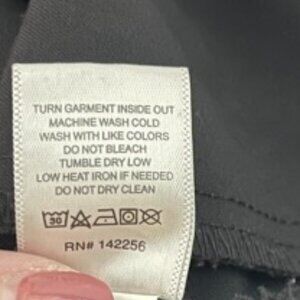 TURN GARMENT INSIDE OUT
MACHINE WASH COLD
WASH WITH LIKE COLORS
DO NOT BLEACH
TUMBLE DRY LOW
LOW HEAT IRON IF NEEDED
DO NOT DRY CLEAN
30
RN# 142256